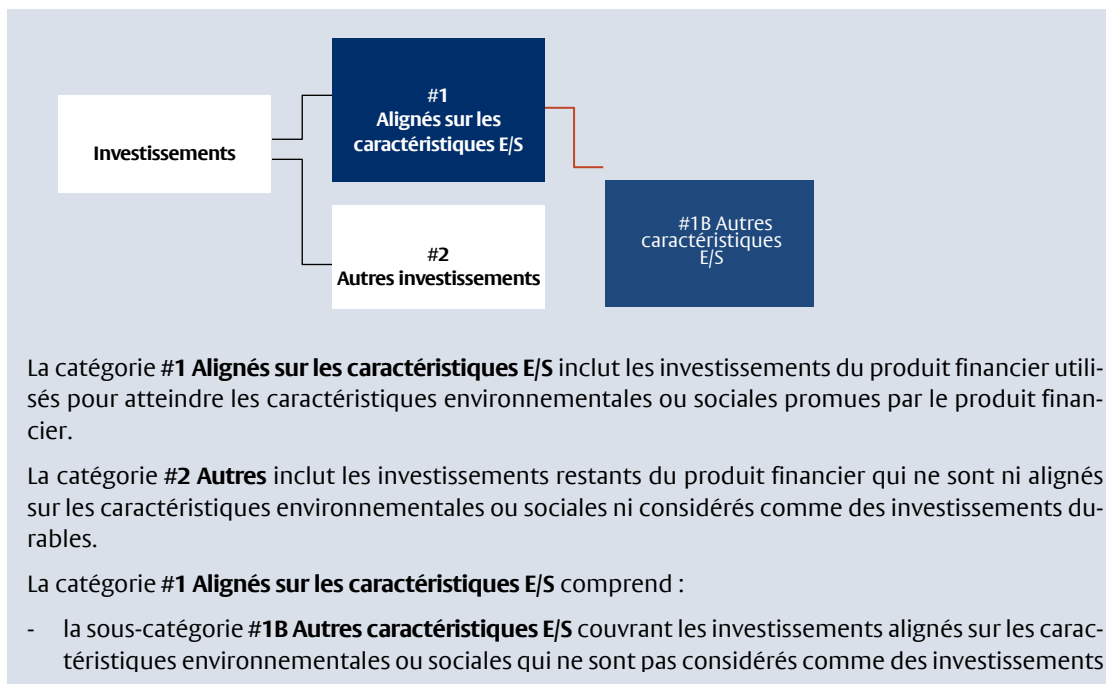 Investissements
#1
Alignés sur les
caractéristiques E/S
#2
Autres investissements
#1B Autres
caractéristiques
E/S
La catégorie #1 Alignés sur les caractéristiques E/S inclut les investissements du produit financier utili-
sés pour atteindre les caractéristiques environnementales ou sociales promues par le produit finan-
cier.
La catégorie #2 Autres inclut les investissements restants du produit financier qui ne sont ni alignés
sur les caractéristiques environnementales ou sociales ni considérés comme des investissements du-
rables.
La catégorie #1 Alignés sur les caractéristiques E/S comprend :
- la sous-catégorie #1B Autres caractéristiques E/S couvrant les investissements alignés sur les carac-
téristiques environnementales ou sociales qui ne sont pas considérés comme des investissements